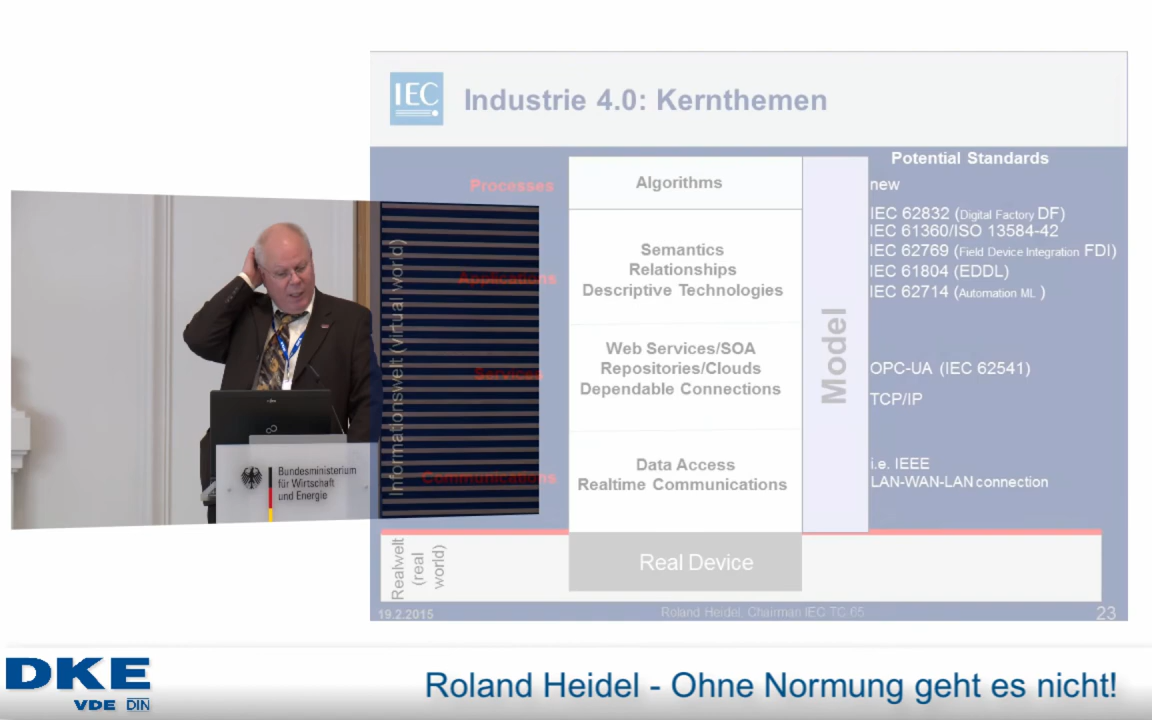 IEC
Industrie 4.0: Kernthemen
Potential Standards
Processes
Algorithms
new
IEC 62832 (Digital Factory DF)
IEC 61360/ISO 13584-42
IEC 62769 (Field Device Integration FDI)
IEC 61804 (EDDL)
IEC 62714 (Automation ML )
Applications
Semantics
Relationships
Descriptive Technologies
Informationswelt (virtual world)
Model
Services
Web Services/SOA
Repositories/Clouds
Dependable Connections
OPC-UA (IEC 62541)
TCP/IP
Communications
Data Access
Realtime Communications
i.e. IEEE
LAN-WAN-LAN connection
Bundesministerium
für Wirtschaft
und Energie
Realwelt
(real
world)
Real Device
19.2.2015
Roland Heidel, Chairman IEC TC 65
23
DKE
VDE DIN
Roland Heidel - Ohne Normung geht es nicht!